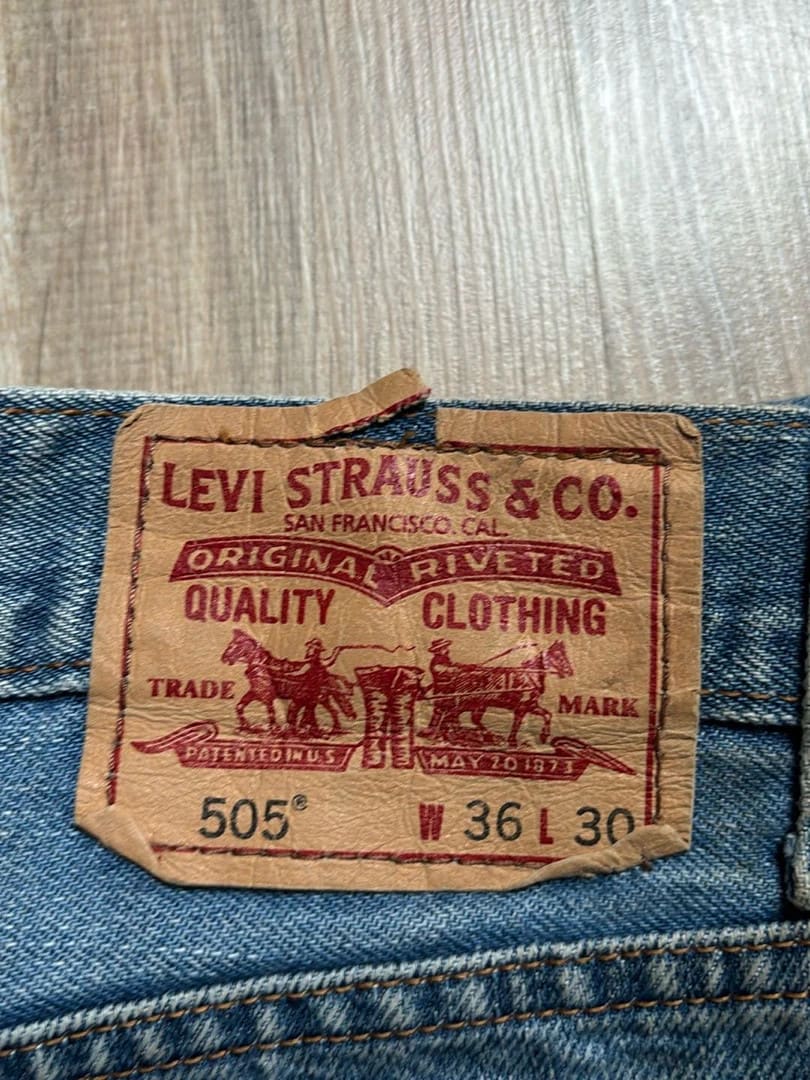 LEVI STRAUSS & CO.
SAN FRANCISCO. CAL.
ORIGINAL RIVETED
QUALITY CLOTHING
TRADE MARK
PATENTED IN U.S MAY 20 1873
505® W 36 L 30